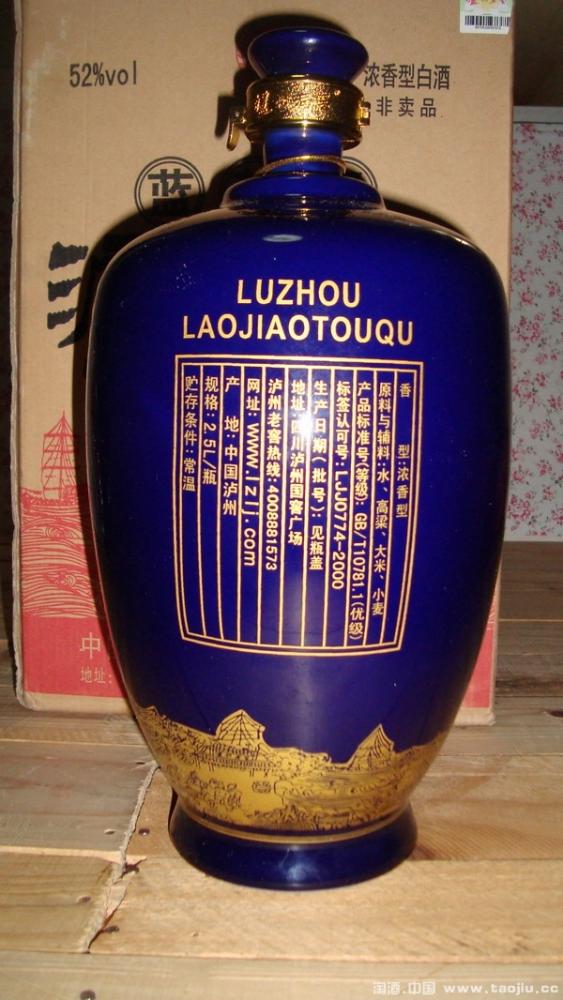 52%vol
浓香型白酒
非卖品
蓝
LUZHOU
LAOJIAOTOUQU
香型:浓香型
原料与辅料:水、高粱、大米、小麦
产品标准号(等级):GB/T10781.1(优级)
标签认可号:LJJ0774-2000
生产日期(批号):见瓶盖
地址:四川泸州国窖广场
泸州老窖热线:4008881573
网址:www.lzlj.com
产地:中国泸州
规格:2.5L/瓶
贮存条件:常温
中
地址:
淘酒.中国 www.taojiu.cc